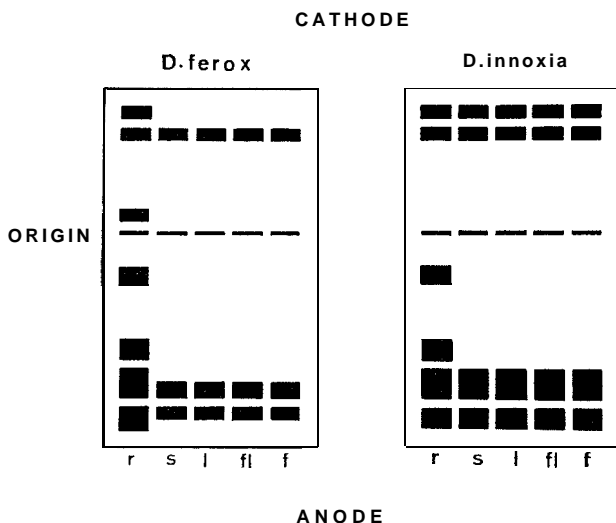 CATHODE
D.ferox D.innoxia
ORIGIN
r s l fl f r s l fl f
ANODE